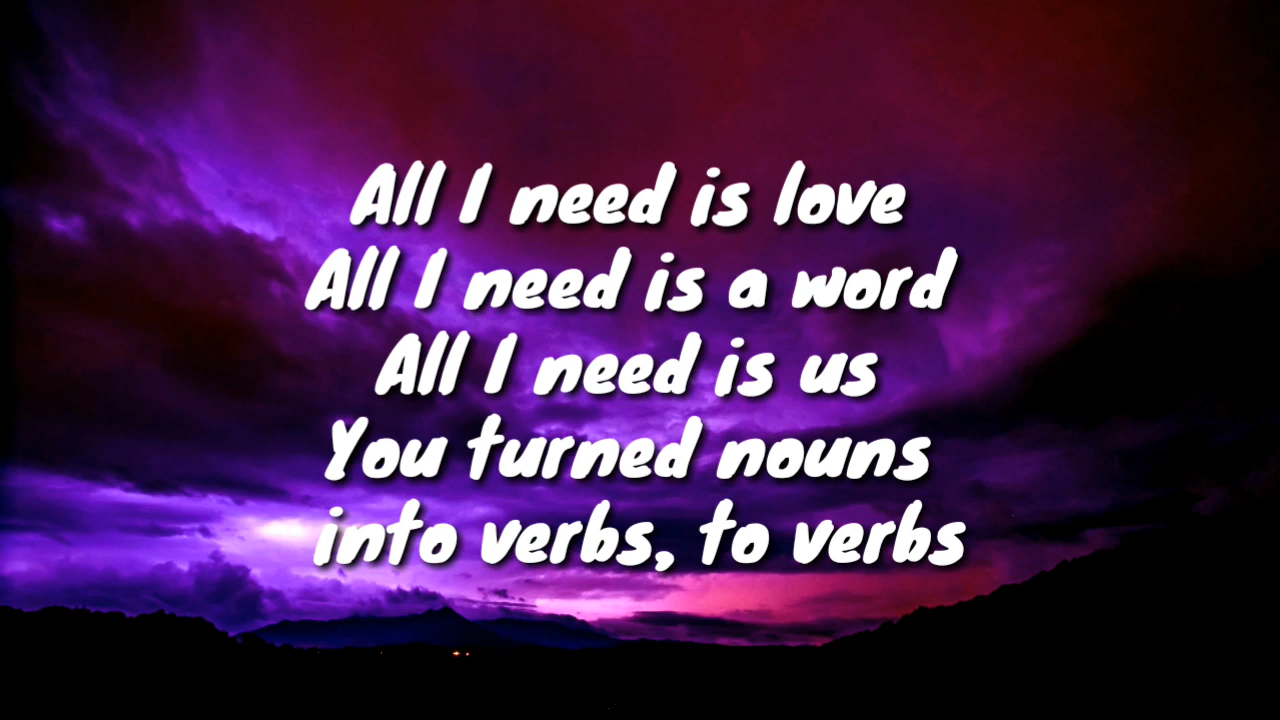 All I need is love
All I need is a word
All I need is us
You turned nouns
into verbs, to verbs